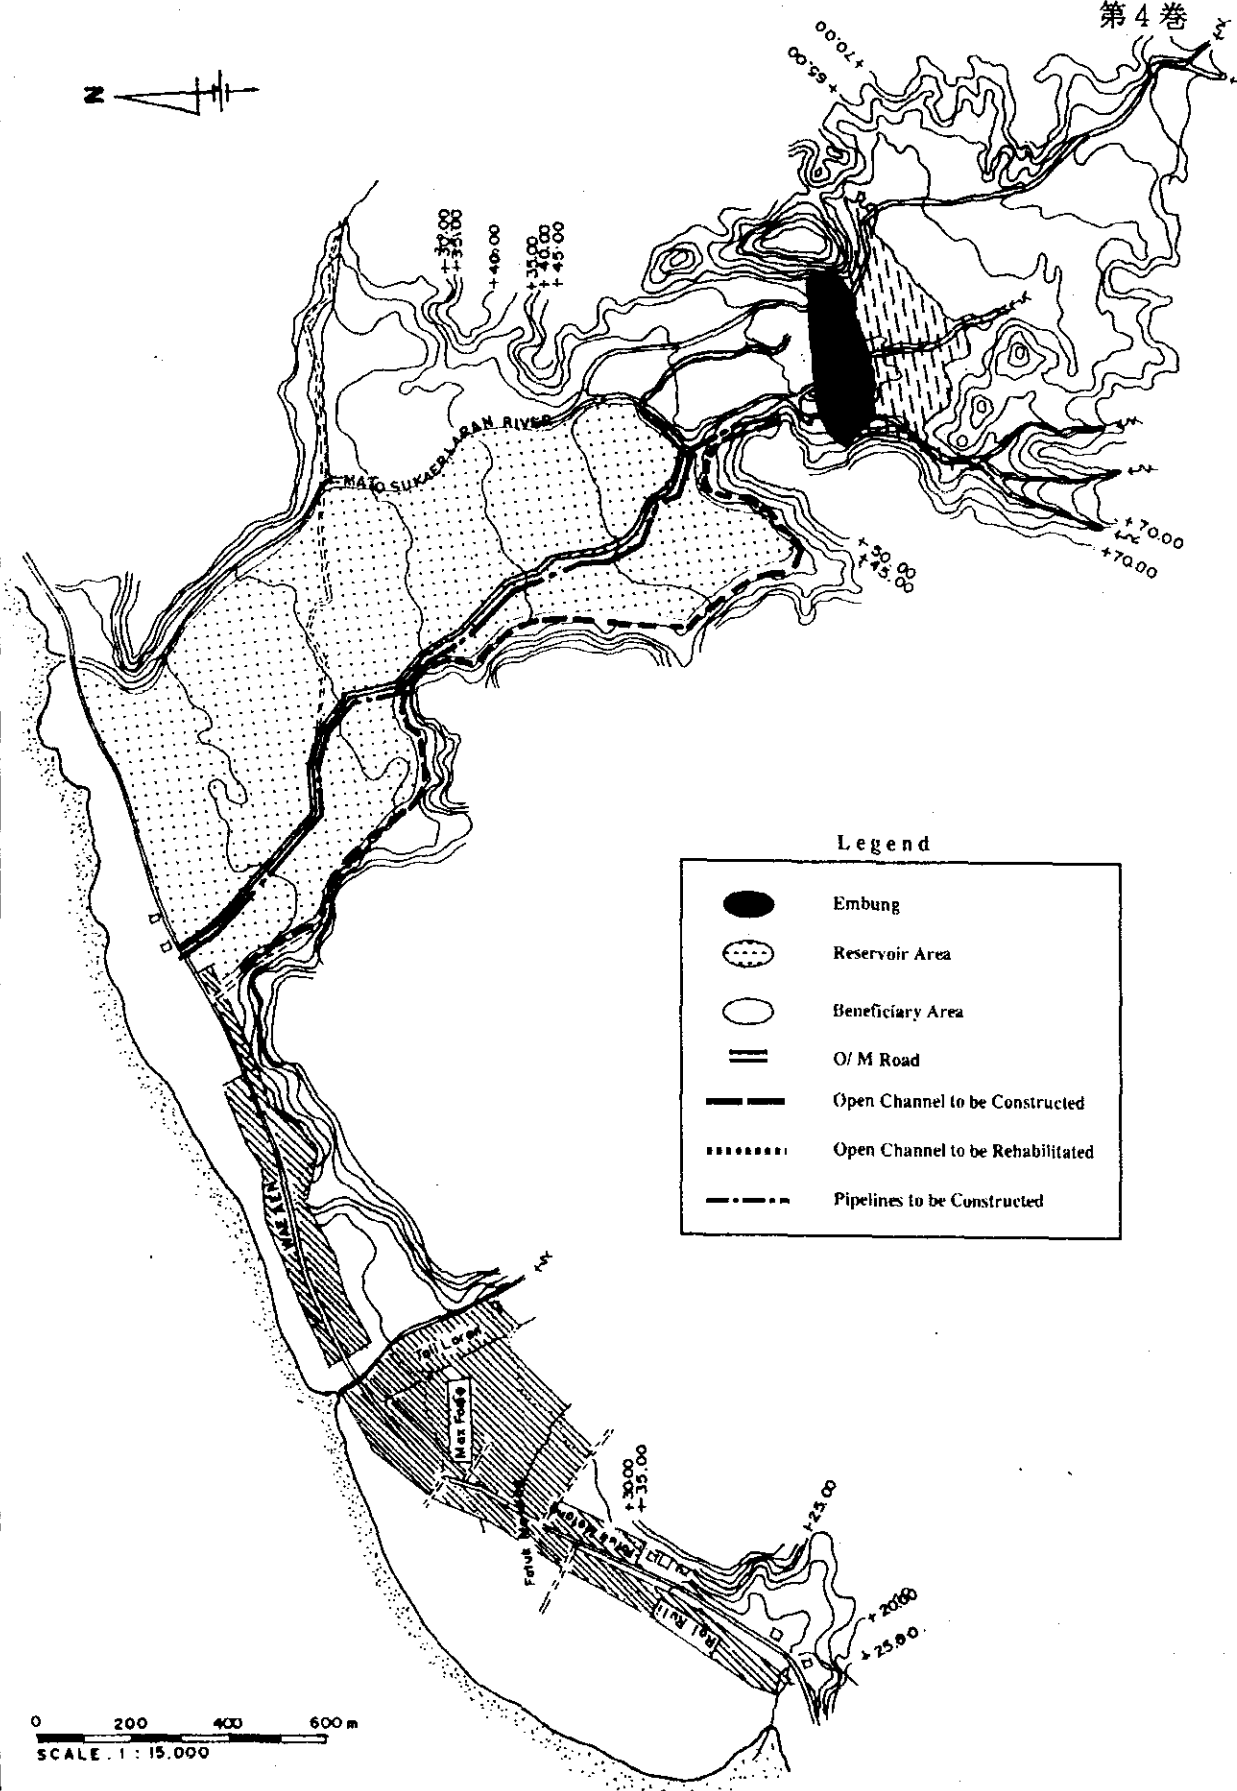 第4巻
N
+70.00
+65.00
+30.00
+35.00
+40.00
+35.00
+40.00
+45.00
MATO SUKAERLARAN RIVER
+70.00
+70.00
+50.00
+45.00
Legend
Embung
Reservoir Area
Beneficiary Area
O/M Road
Open Channel to be Constructed
Open Channel to be Rehabilitated
Pipelines to be Constructed
+30.00
+35.00
+25.00
+20.00
+25.00
Rai Kuli
0 200 400 600 m
SCALE. 1 : 15,000